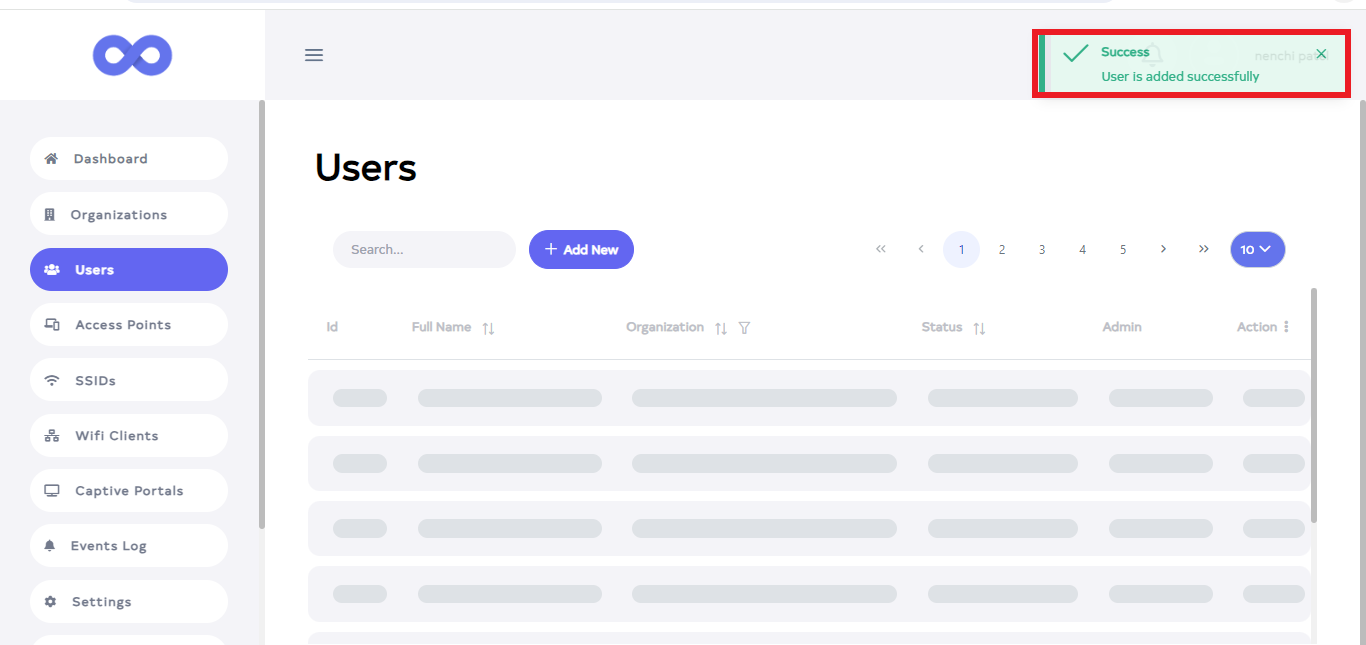 Success
nenchi
User is added successfully
Dashboard
Organizations
Users
Access Points
SSIDs
Wifi Clients
Captive Portals
Events Log
Settings
Users
Search...
+ Add New
<< < 1 2 3 4 5 > >>
10
Id Full Name Organization Status Admin Action